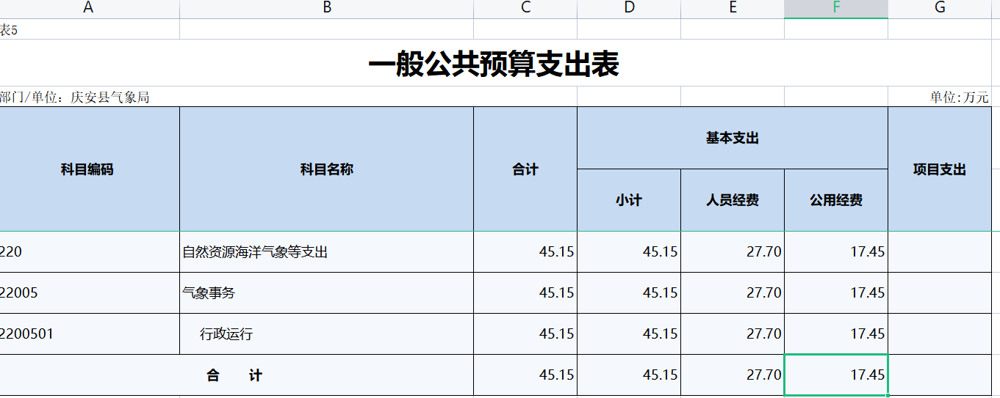 A B C D E F G
表5
一般公共预算支出表
部门/单位：庆安县气象局 单位:万元
科目编码 科目名称 合计 基本支出 项目支出
小计 人员经费 公用经费
220 自然资源海洋气象等支出 45.15 45.15 27.70 17.45
22005 气象事务 45.15 45.15 27.70 17.45
2200501 行政运行 45.15 45.15 27.70 17.45
合 计 45.15 45.15 27.70 17.45